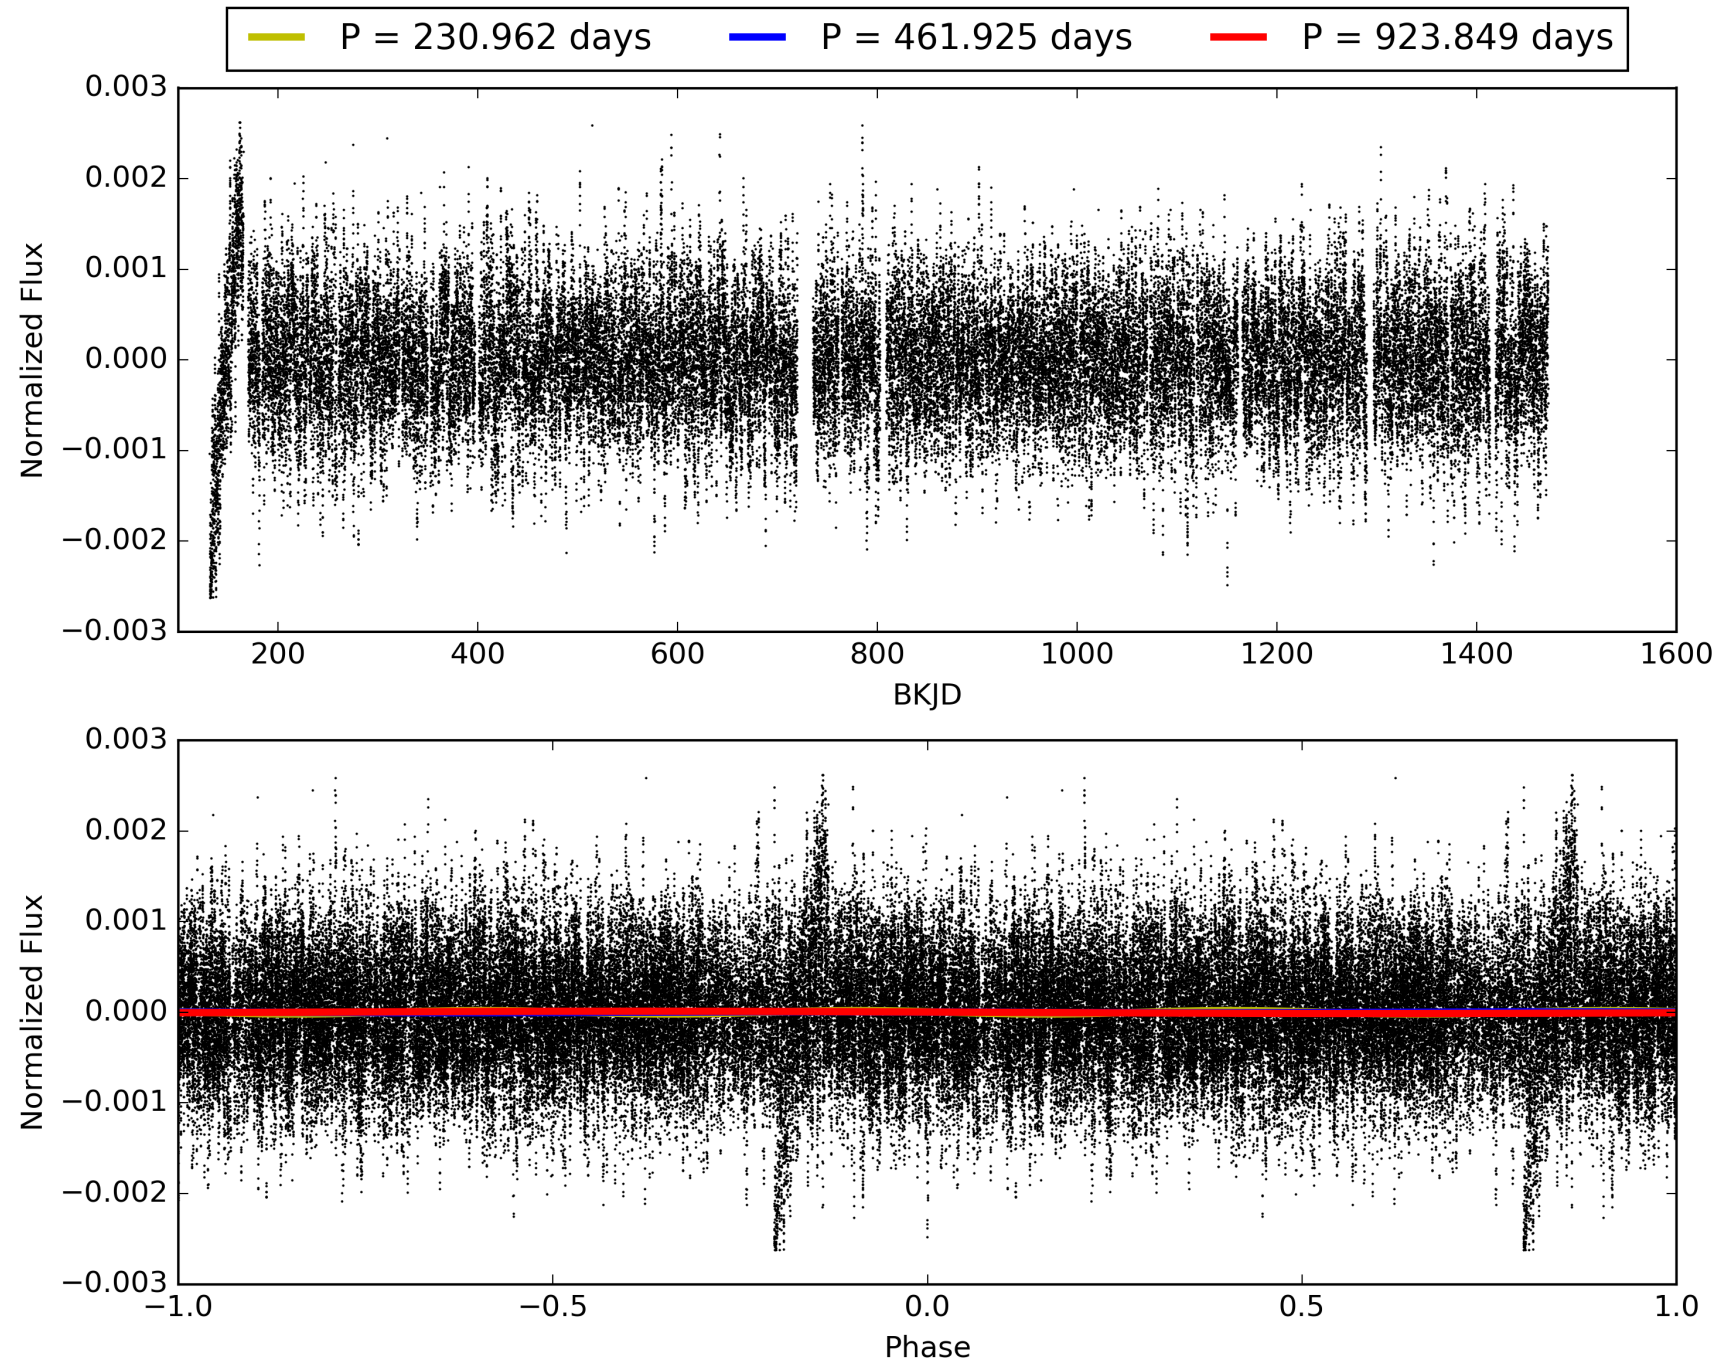 P = 230.962 days P = 461.925 days P = 923.849 days
0.003
0.002
0.001
0.000
−0.001
−0.002
−0.003
Normalized Flux
200 400 600 800 1000 1200 1400 1600
BKJD
0.003
0.002
0.001
0.000
−0.001
−0.002
−0.003
Normalized Flux
−1.0 −0.5 0.0 0.5 1.0
Phase